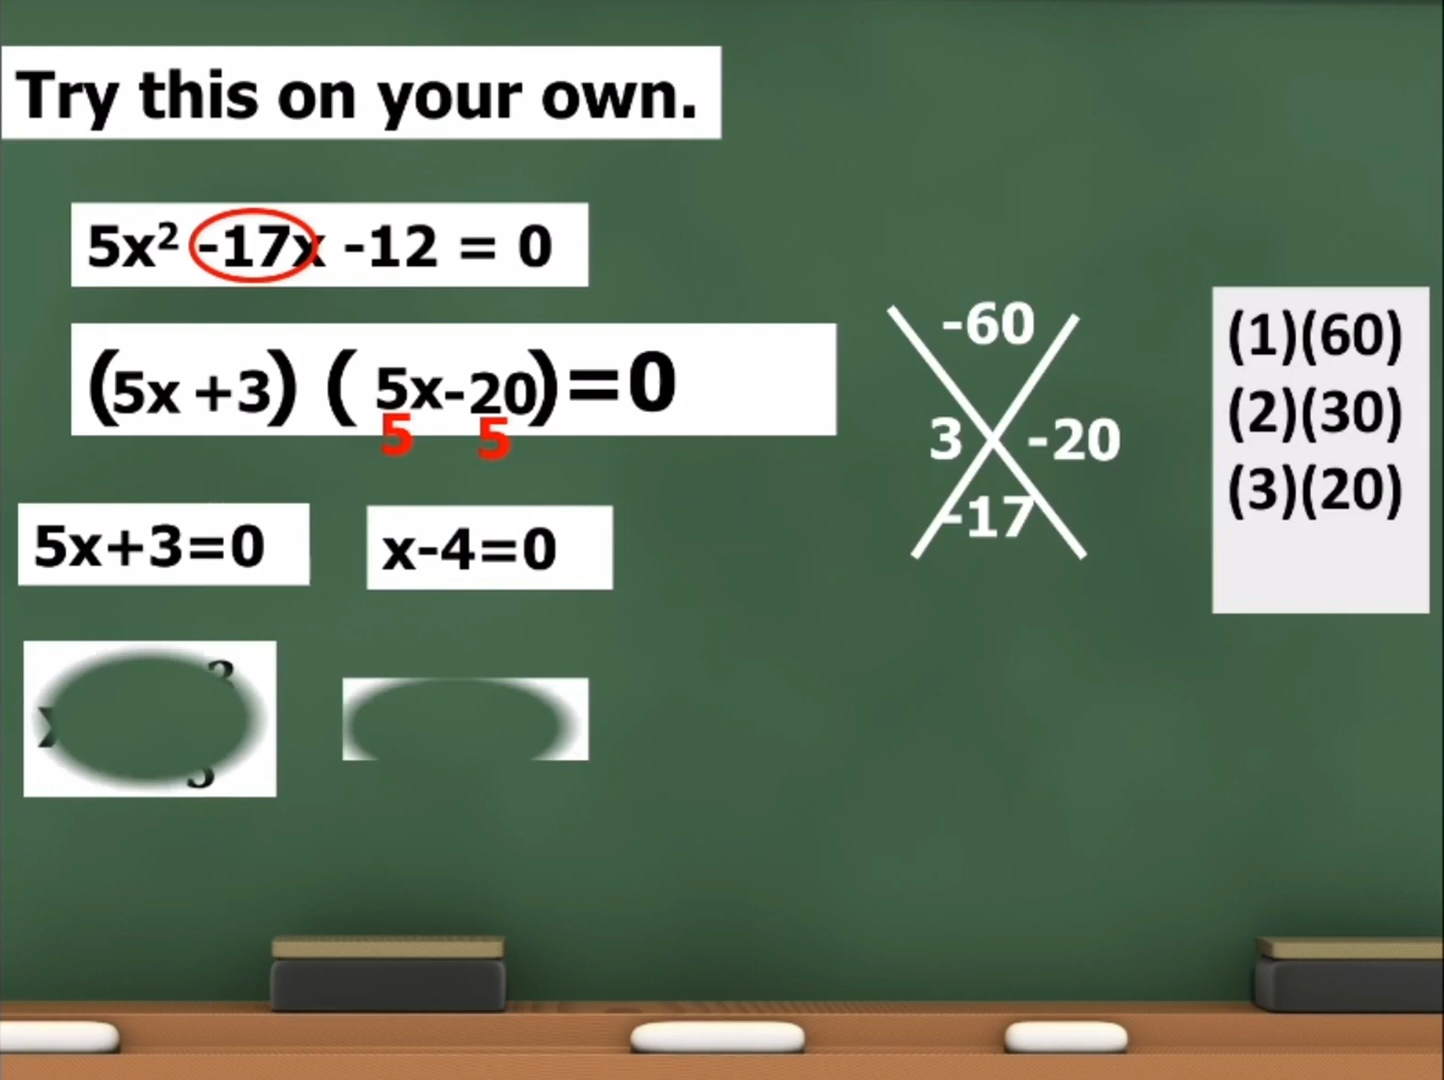 Try this on your own.
5x² -17x -12 = 0
(5x +3) ( 5x-20)=0
5 5
5x+3=0
x-4=0
-60
3 -20
-17
(1)(60)
(2)(30)
(3)(20)